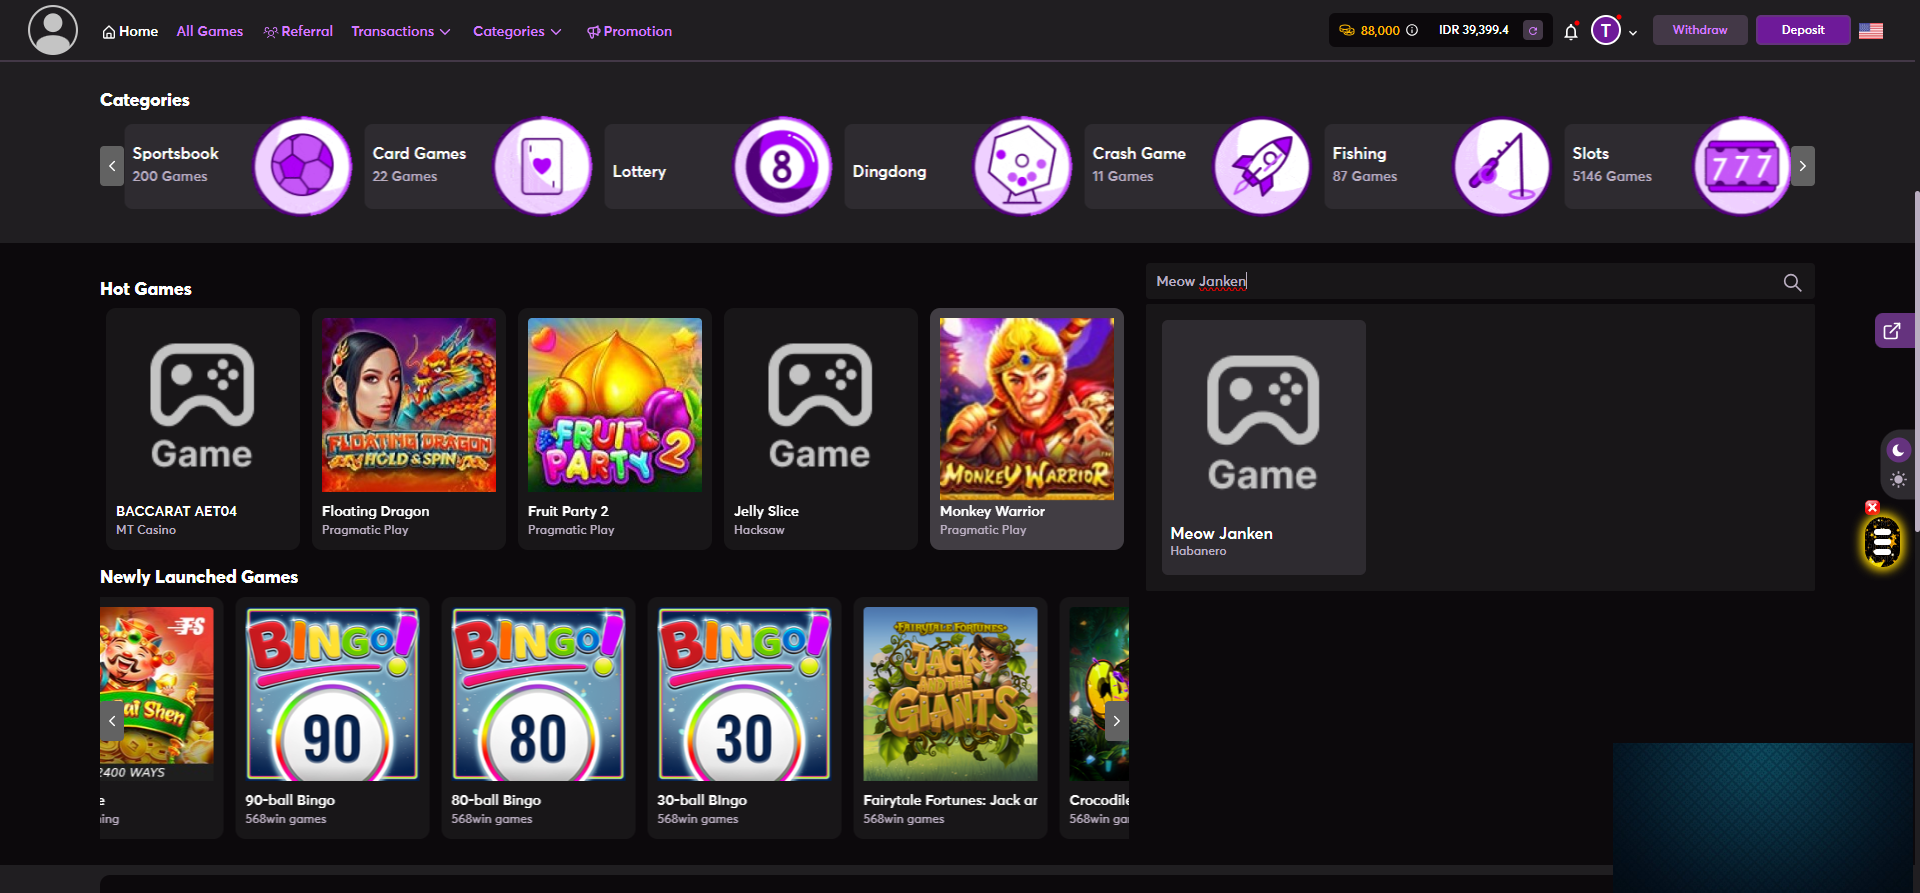 Home All Games Referral Transactions Categories Promotion 88,000 IDR 39,399.4 T Withdraw Deposit
Categories
Sportsbook
200 Games
Card Games
22 Games
Lottery
8
Dingdong
Crash Game
11 Games
Fishing
87 Games
Slots
5146 Games
777
Hot Games
Game
BACCARAT AET04
MT Casino
FLOATING DRAGON
HOLD & SPIN
Floating Dragon
Pragmatic Play
FRUIT
PARTY 2
Fruit Party 2
Pragmatic Play
Game
Jelly Slice
Hacksaw
MONKEY WARRIOR
Monkey Warrior
Pragmatic Play
Meow Janken
Game
Meow Janken
Habanero
Newly Launched Games
FS
ai Shen
2400 WAYS
e
ing
BINGO!
90
90-ball Bingo
568win games
BINGO!
80
80-ball Bingo
568win games
BINGO!
30
30-ball BIngo
568win games
FAIRYTALE FORTUNES
JACK
AND THE
GIANTS
Fairytale Fortunes: Jack ar
568win games
Crocodile
568win ga